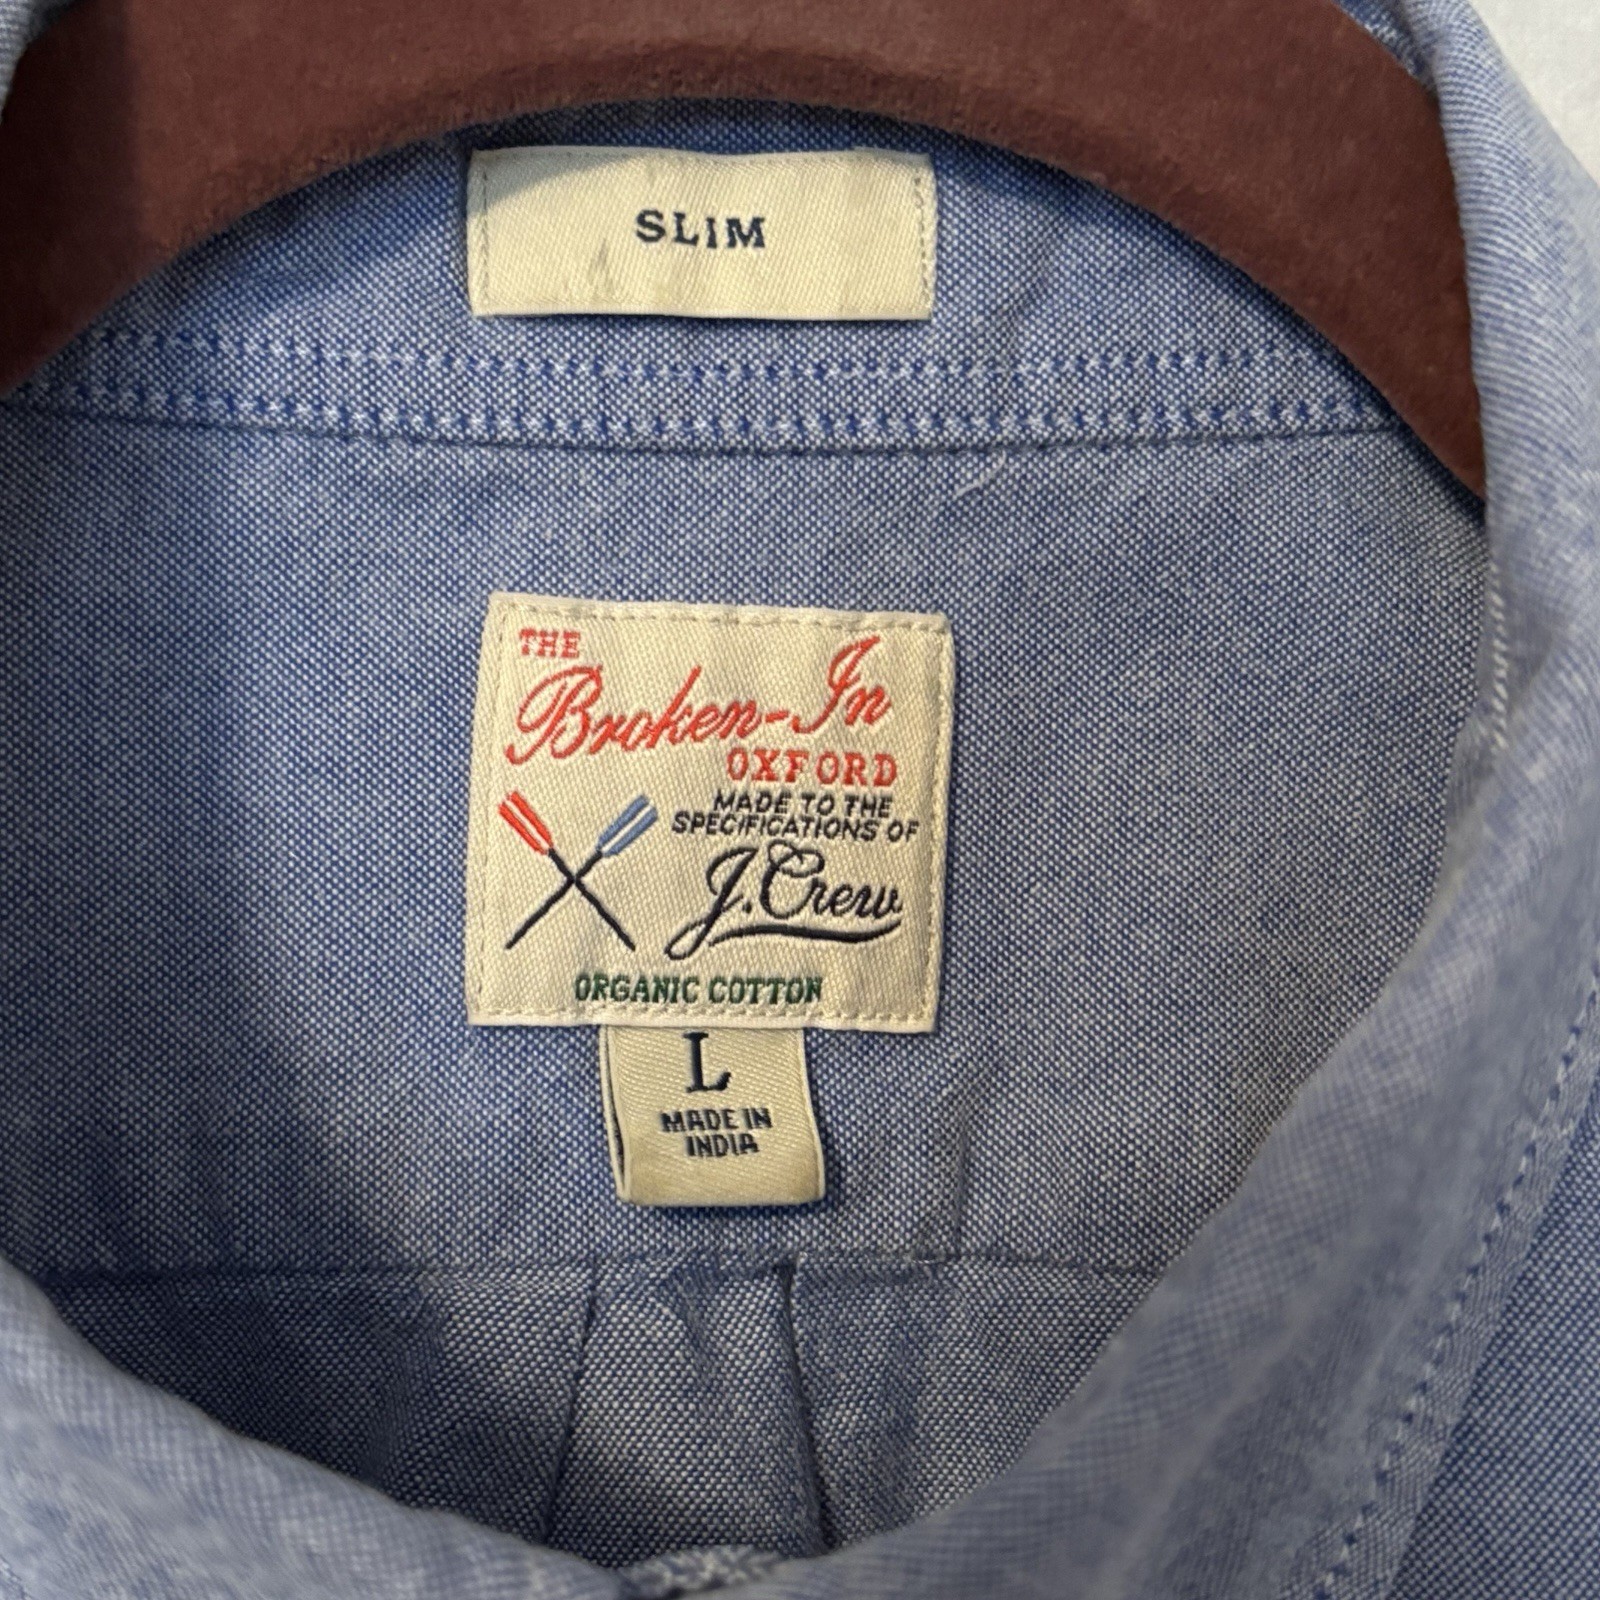 SLIM
THE
Broken-In
OXFORD
MADE TO THE
SPECIFICATIONS OF
J.Crew
ORGANIC COTTON
L
MADE IN
INDIA